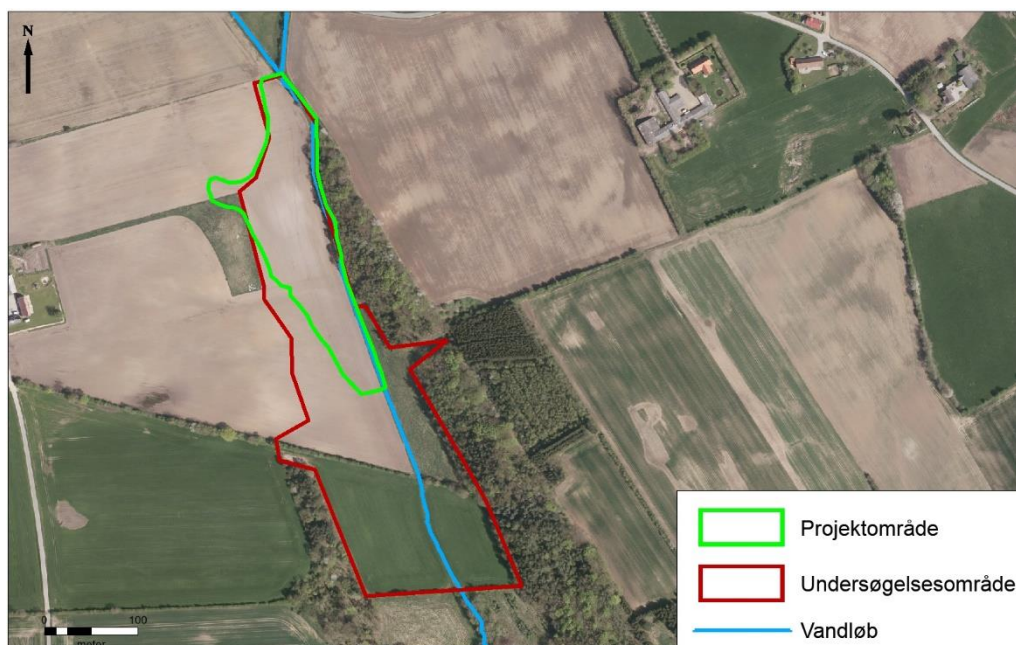 N
Projektområde
Undersøgelsesområde
Vandløb
0 100
meter